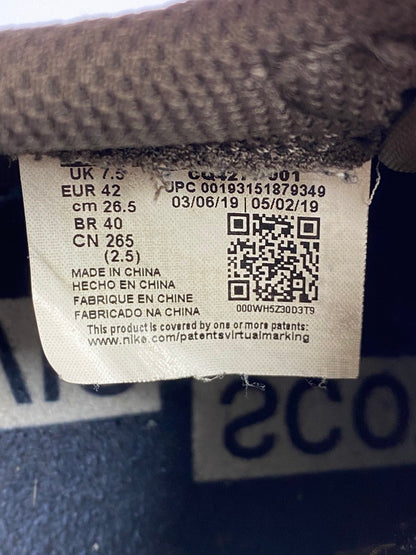 UK 7.5
EUR 42
cm 26.5
BR 40
CN 265
(2.5)
UPC 00193151879349
03/06/19 | 05/02/19
MADE IN CHINA
HECHO EN CHINA
FABRIQUE EN CHINE
FABRICADO NA CHINA
000WH5Z30D3T9
This product is covered by one or more patents:
www.nike.com/patentsvirtualmarking
SCO